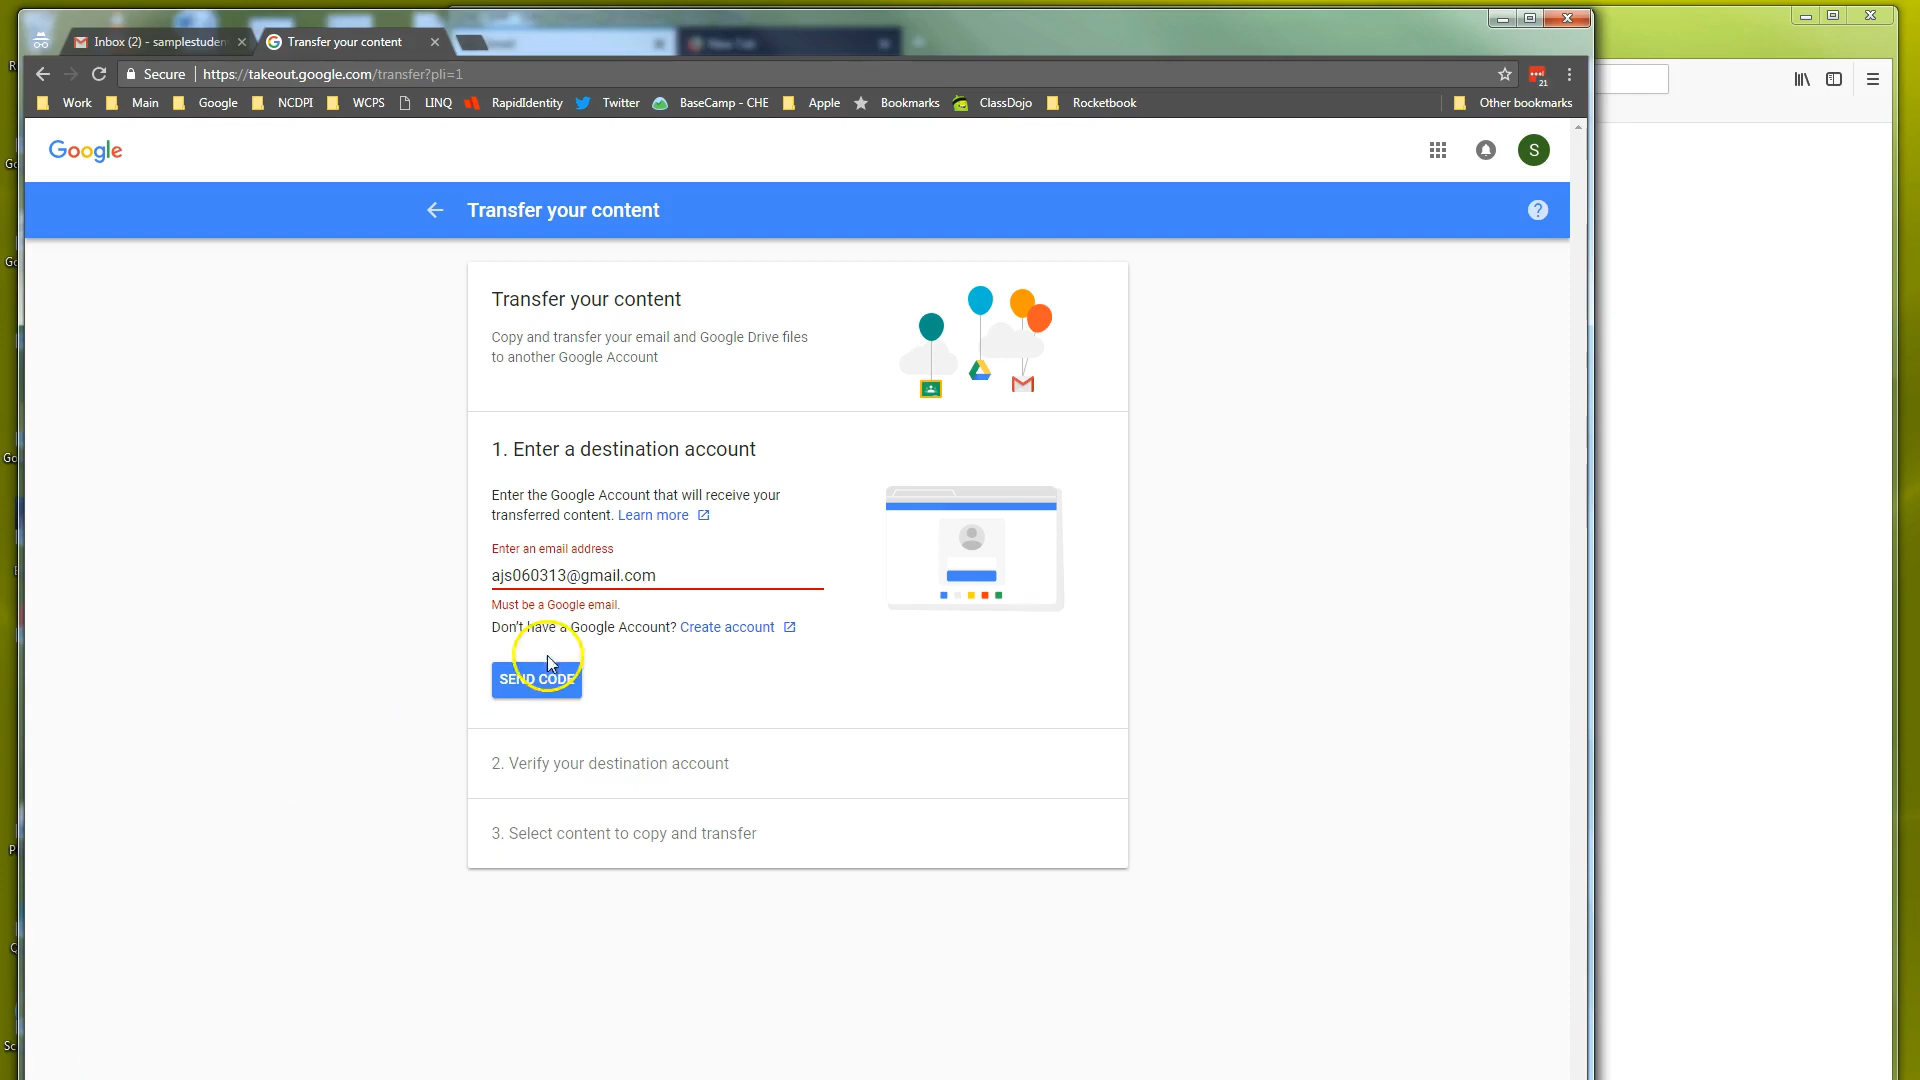 Inbox (2) - samplestuden
Transfer your content
Secure
https://takeout.google.com/transfer?pli=1
21
Work
Main
Google
NCDPI
WCPS
LINQ
RapidIdentity
Twitter
BaseCamp - CHE
Apple
Bookmarks
ClassDojo
Rocketbook
Other bookmarks
Google
S
Transfer your content
?
Transfer your content
Copy and transfer your email and Google Drive files
to another Google Account
1. Enter a destination account
Enter the Google Account that will receive your
transferred content. Learn more
Enter an email address
ajs060313@gmail.com
Must be a Google email.
Don't have a Google Account? Create account
SEND CODE
2. Verify your destination account
3. Select content to copy and transfer